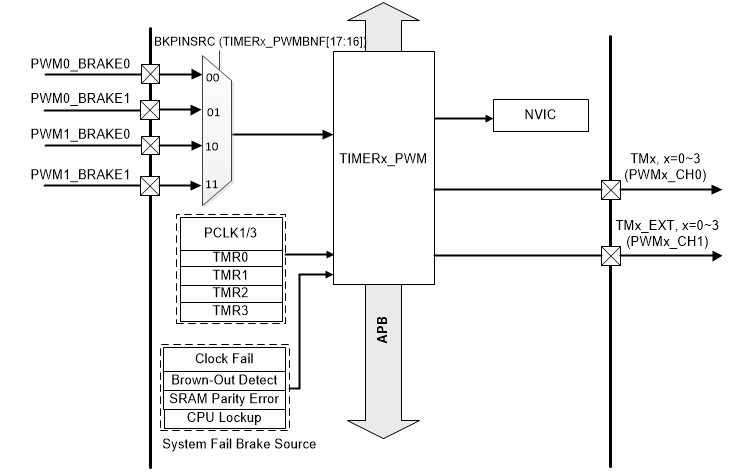 BKPINSRC (TIMERx_PWMBNF[17:16])
PWM0_BRAKE0
00
PWM0_BRAKE1
01
PWM1_BRAKE0
10
PWM1_BRAKE1
11
TIMERx_PWM
NVIC
TMx, x=0~3
(PWMx_CH0)
TMx_EXT, x=0~3
(PWMx_CH1)
PCLK1/3
TMR0
TMR1
TMR2
TMR3
APB
Clock Fail
Brown-Out Detect
SRAM Parity Error
CPU Lockup
System Fail Brake Source